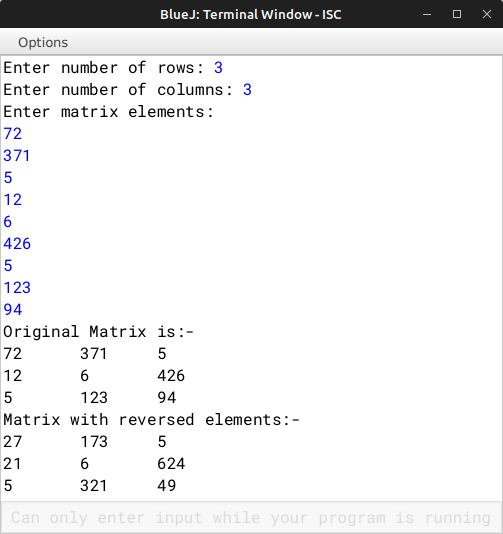 BlueJ: Terminal Window - ISC
Options
Enter number of rows: 3
Enter number of columns: 3
Enter matrix elements:
72
371
5
12
6
426
5
123
94
Original Matrix is:-
72 371 5
12 6 426
5 123 94
Matrix with reversed elements:-
27 173 5
21 6 624
5 321 49
Can only enter input while your program is running